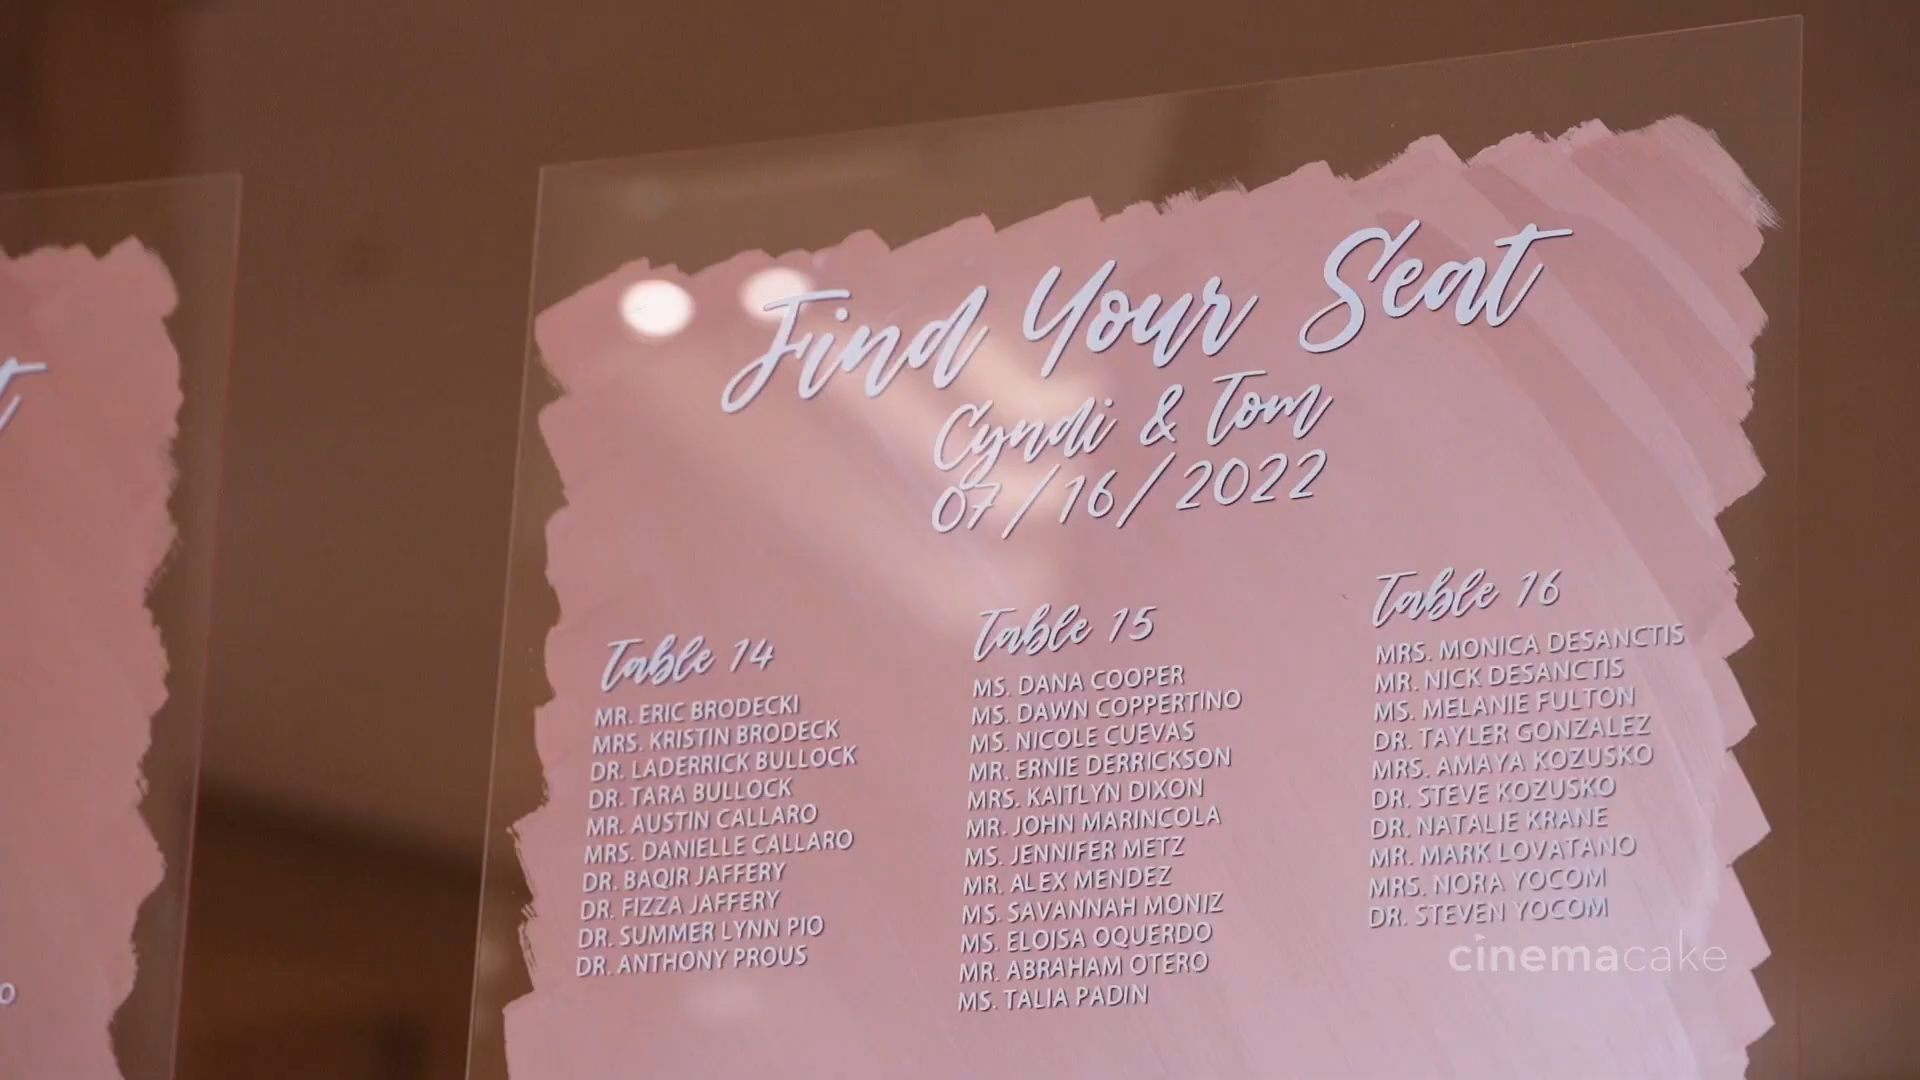 Find Your Seat
Cyndi & Tom
07/16/2022
Table 14
MR. ERIC BRODECKI
MRS. KRISTIN BRODECK
DR. LADERRICK BULLOCK
DR. TARA BULLOCK
MR. AUSTIN CALLARO
MRS. DANIELLE CALLARO
DR. BAQIR JAFFERY
DR. FIZZA JAFFERY
DR. SUMMER LYNN PIO
DR. ANTHONY PROUS
Table 15
MS. DANA COOPER
MS. DAWN COPPERTINO
MS. NICOLE CUEVAS
MR. ERNIE DERRICKSON
MRS. KAITLYN DIXON
MR. JOHN MARINCOLA
MS. JENNIFER METZ
MR. ALEX MENDEZ
MS. SAVANNAH MONIZ
MS. ELOISA OQUERDO
MR. ABRAHAM OTERO
MS. TALIA PADIN
Table 16
MRS. MONICA DESANCTIS
MR. NICK DESANCTIS
MS. MELANIE FULTON
DR. TAYLER GONZALEZ
MRS. AMAYA KOZUSKO
DR. STEVE KOZUSKO
DR. NATALIE KRANE
MR. MARK LOVATANO
MRS. NORA YOCOM
DR. STEVEN YOCOM
cinemacake